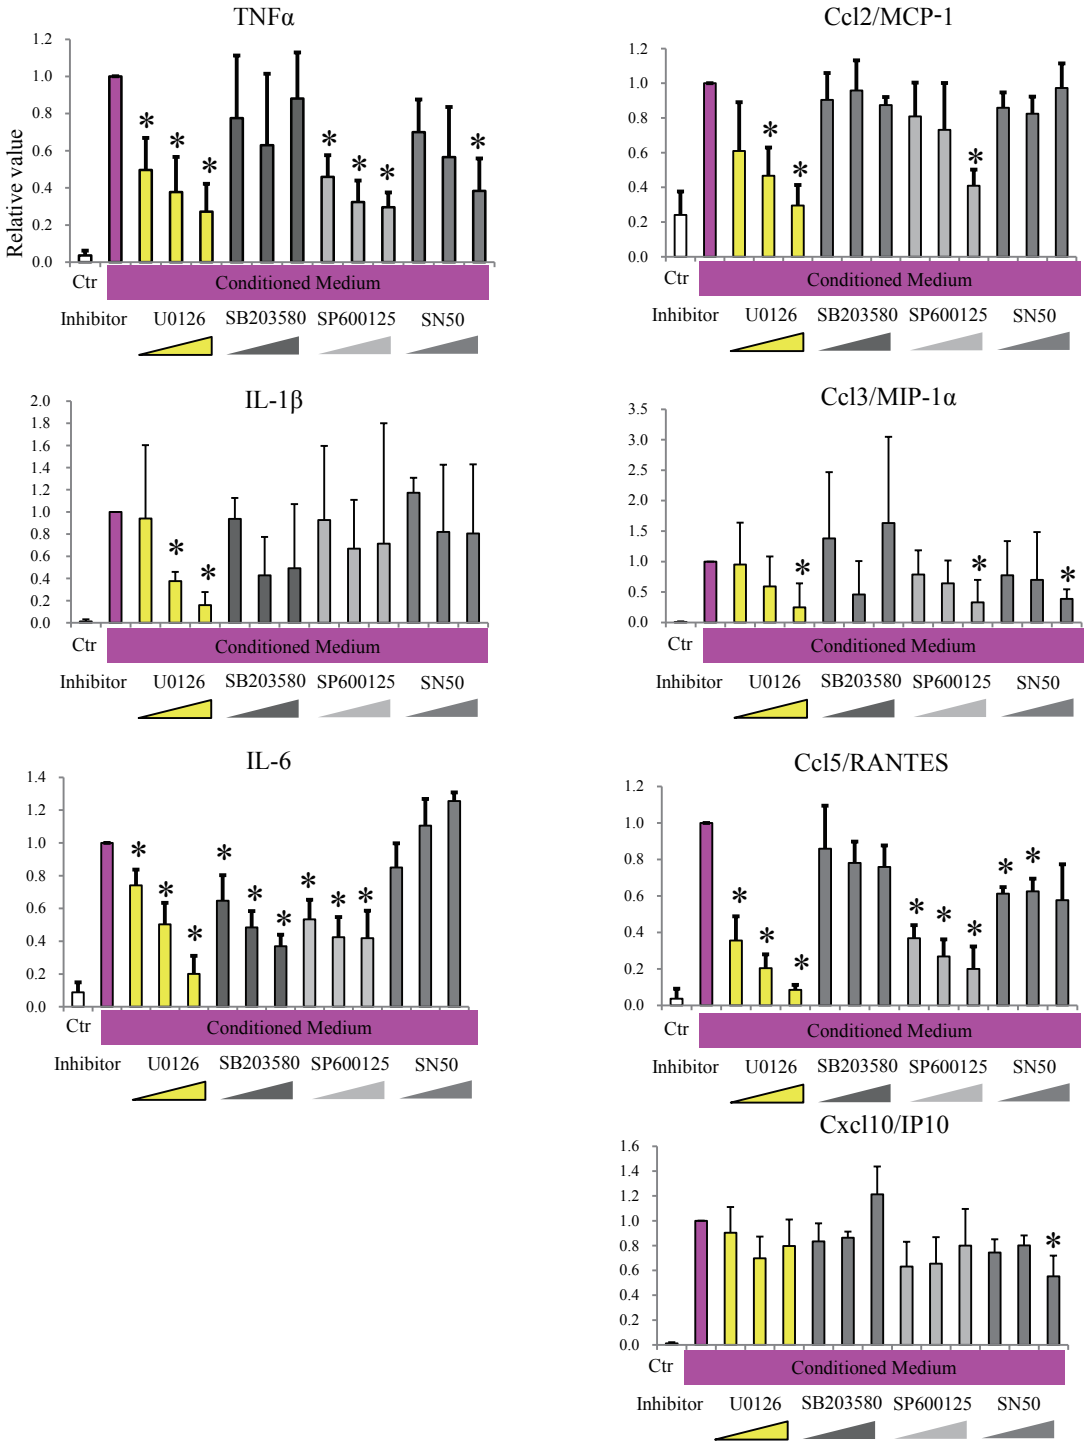 TNFα
Relative value
1.2
1.0
0.8
0.6
0.4
0.2
0.0
* * * * * * *
Ctr
Conditioned Medium
Inhibitor U0126 SB203580 SP600125 SN50
IL-1β
2.0
1.8
1.6
1.4
1.2
1.0
0.8
0.6
0.4
0.2
0.0
* *
Ctr
Conditioned Medium
Inhibitor U0126 SB203580 SP600125 SN50
IL-6
1.4
1.2
1.0
0.8
0.6
0.4
0.2
0.0
* * * * * * * * *
Ctr
Conditioned Medium
Inhibitor U0126 SB203580 SP600125 SN50
Ccl2/MCP-1
1.2
1.0
0.8
0.6
0.4
0.2
0.0
* * *
Ctr
Conditioned Medium
Inhibitor U0126 SB203580 SP600125 SN50
Ccl3/MIP-1α
3.5
3.0
2.5
2.0
1.5
1.0
0.5
0.0
* * *
Ctr
Conditioned Medium
Inhibitor U0126 SB203580 SP600125 SN50
Ccl5/RANTES
1.2
1.0
0.8
0.6
0.4
0.2
0.0
* * * * * * * *
Ctr
Conditioned Medium
Inhibitor U0126 SB203580 SP600125 SN50
Cxcl10/IP10
1.6
1.4
1.2
1.0
0.8
0.6
0.4
0.2
0.0
*
Ctr
Conditioned Medium
Inhibitor U0126 SB203580 SP600125 SN50